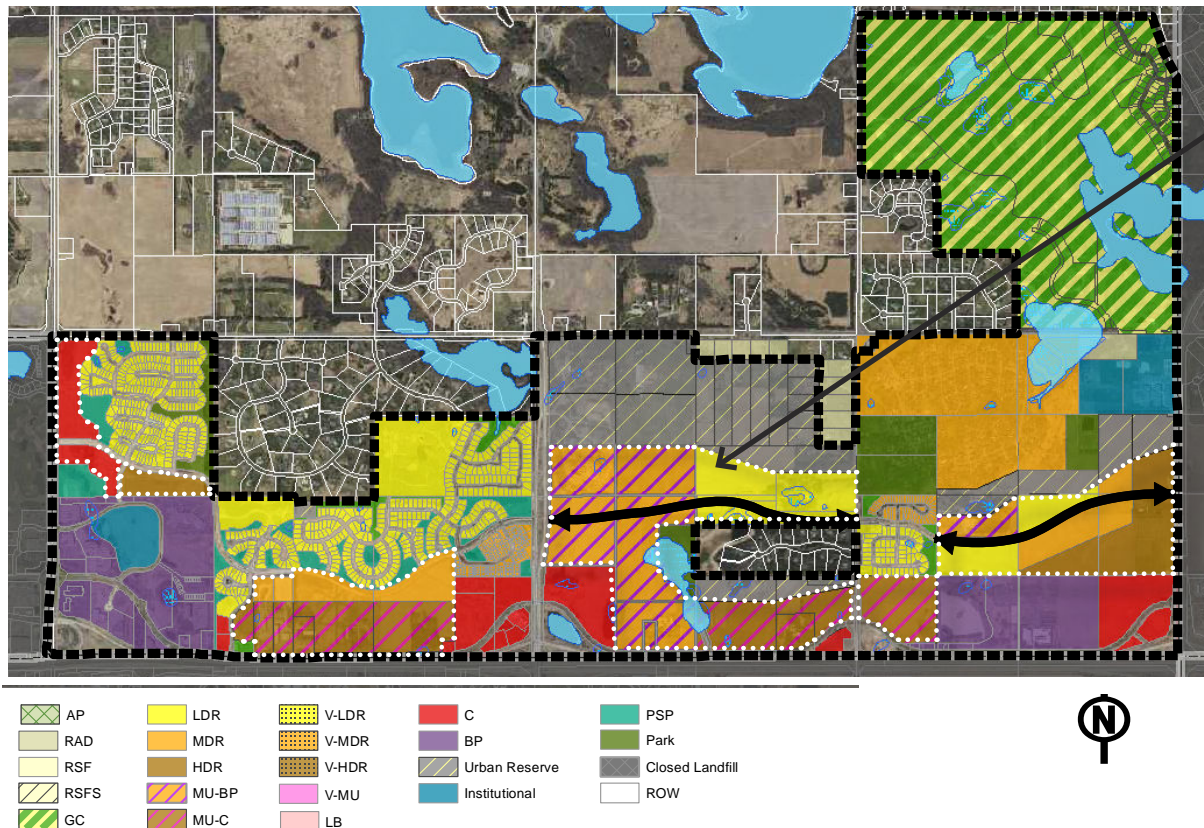 AP
RAD
RSF
RSFS
GC
LDR
MDR
HDR
MU-BP
MU-C
V-LDR
V-MDR
V-HDR
V-MU
LB
C
BP
Urban Reserve
Institutional
PSP
Park
Closed Landfill
ROW
N